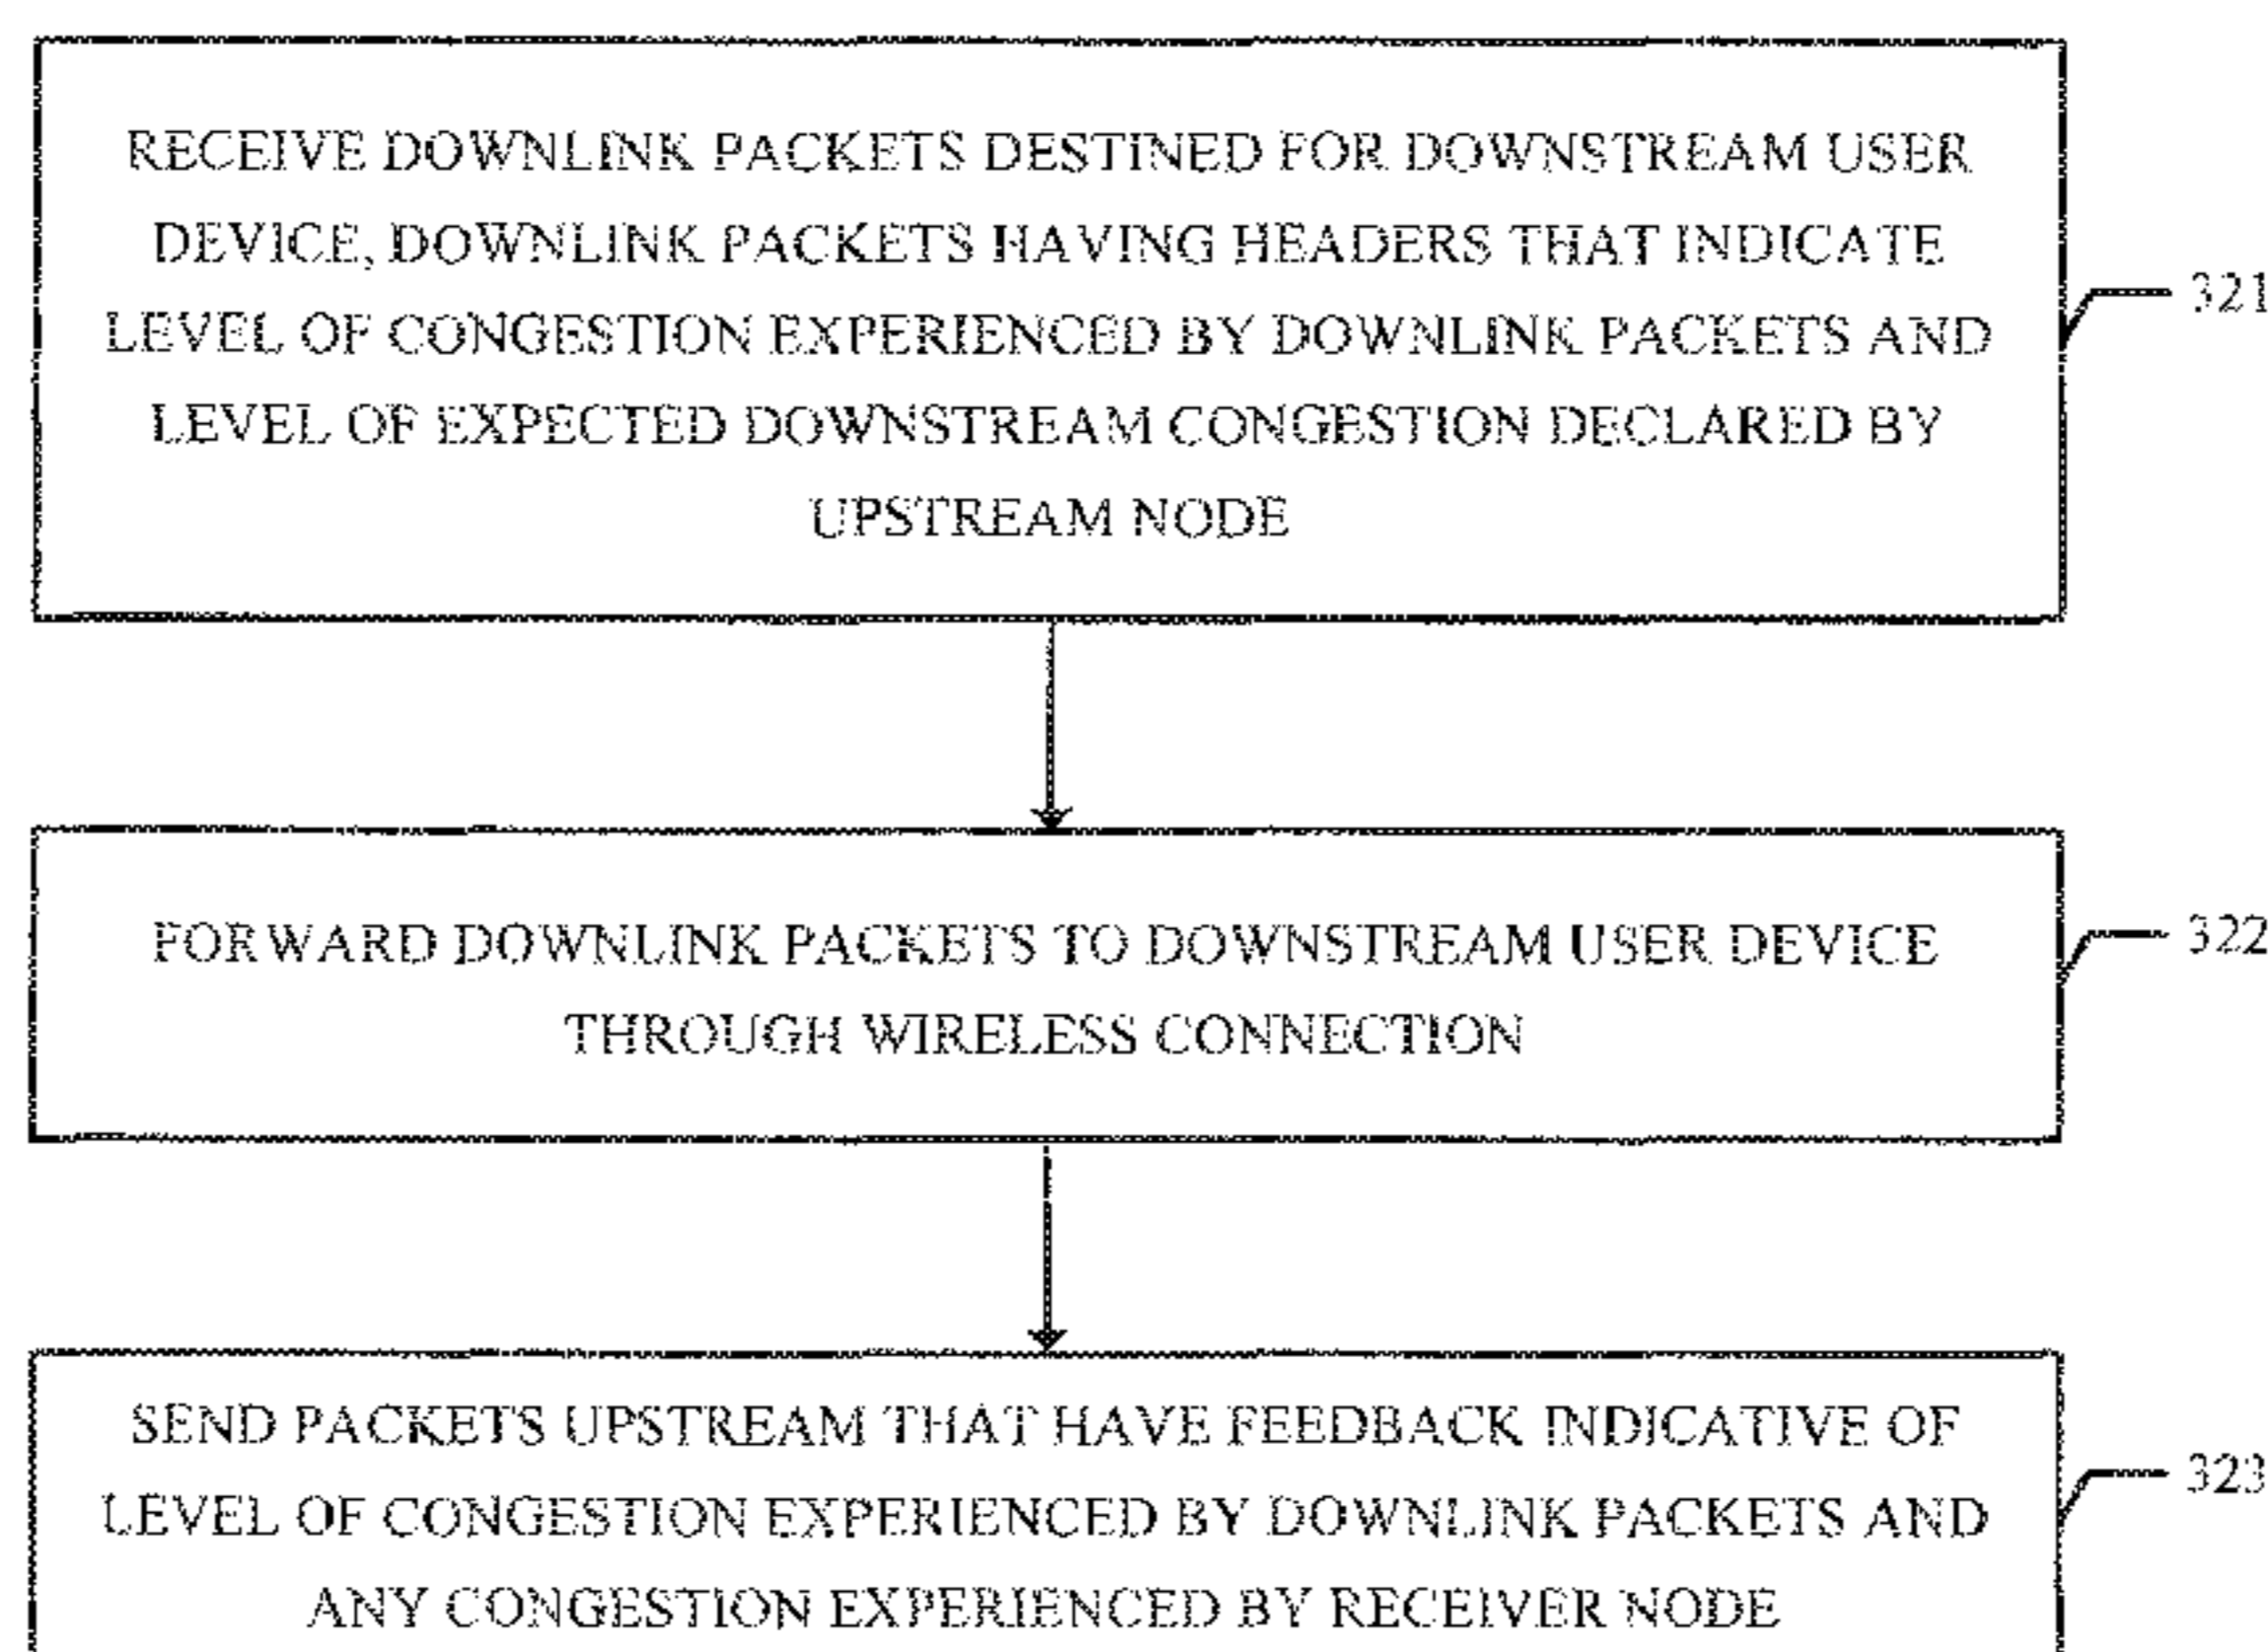 RECEIVE DOWNLINK PACKETS DESTINED FOR DOWNSTREAM USER
DEVICE, DOWNLINK PACKETS HAVING HEADERS THAT INDICATE
LEVEL OF CONGESTION EXPERIENCED BY DOWNLINK PACKETS AND
LEVEL OF EXPECTED DOWNSTREAM CONGESTION DECLARED BY
UPSTREAM NODE
321
FORWARD DOWNLINK PACKETS TO DOWNSTREAM USER DEVICE
THROUGH WIRELESS CONNECTION
322
SEND PACKETS UPSTREAM THAT HAVE FEEDBACK INDICATIVE OF
LEVEL OF CONGESTION EXPERIENCED BY DOWNLINK PACKETS AND
ANY CONGESTION EXPERIENCED BY RECEIVER NODE
323